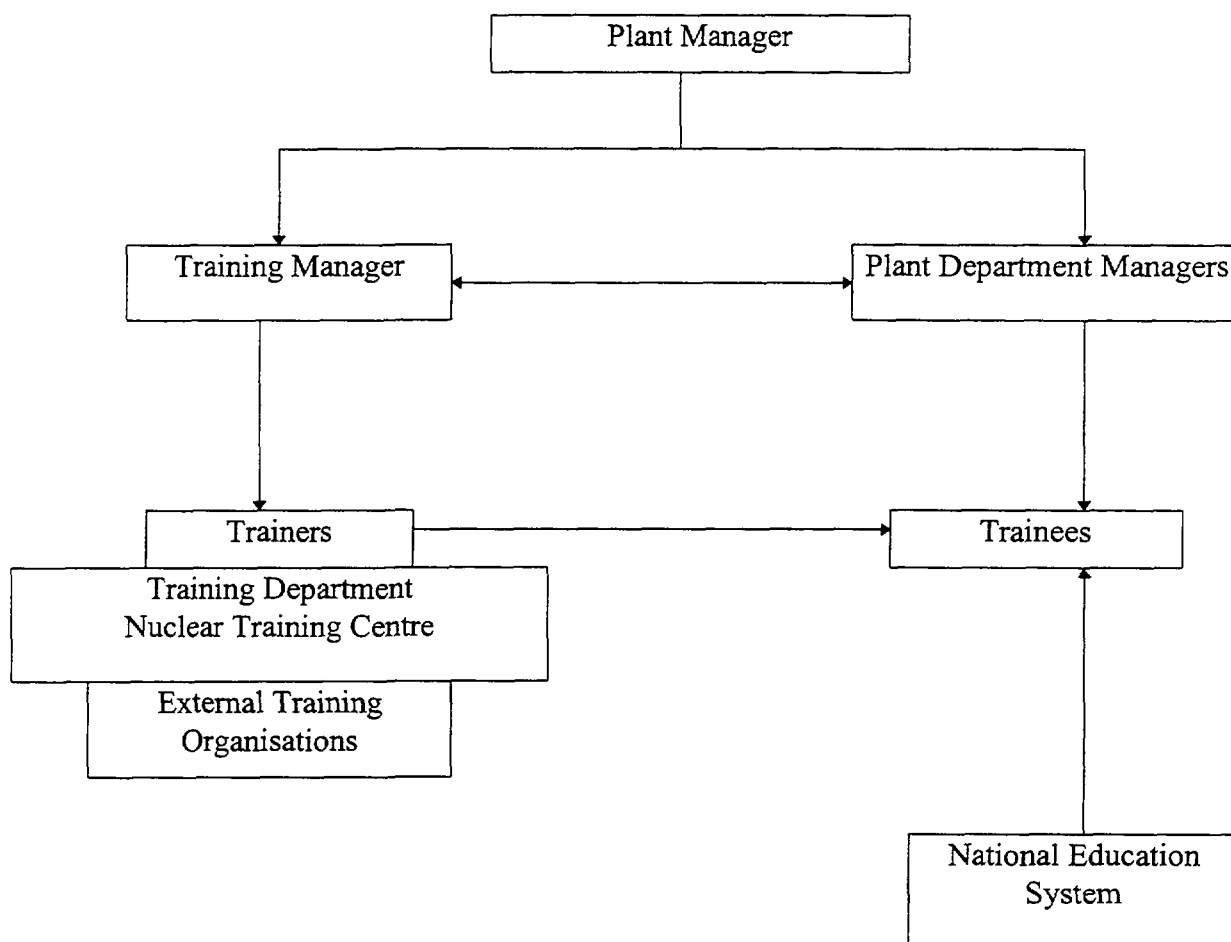 Plant Manager
Training Manager
Plant Department Managers
Trainers
Trainees
Training Department
Nuclear Training Centre
External Training
Organisations
National Education
System